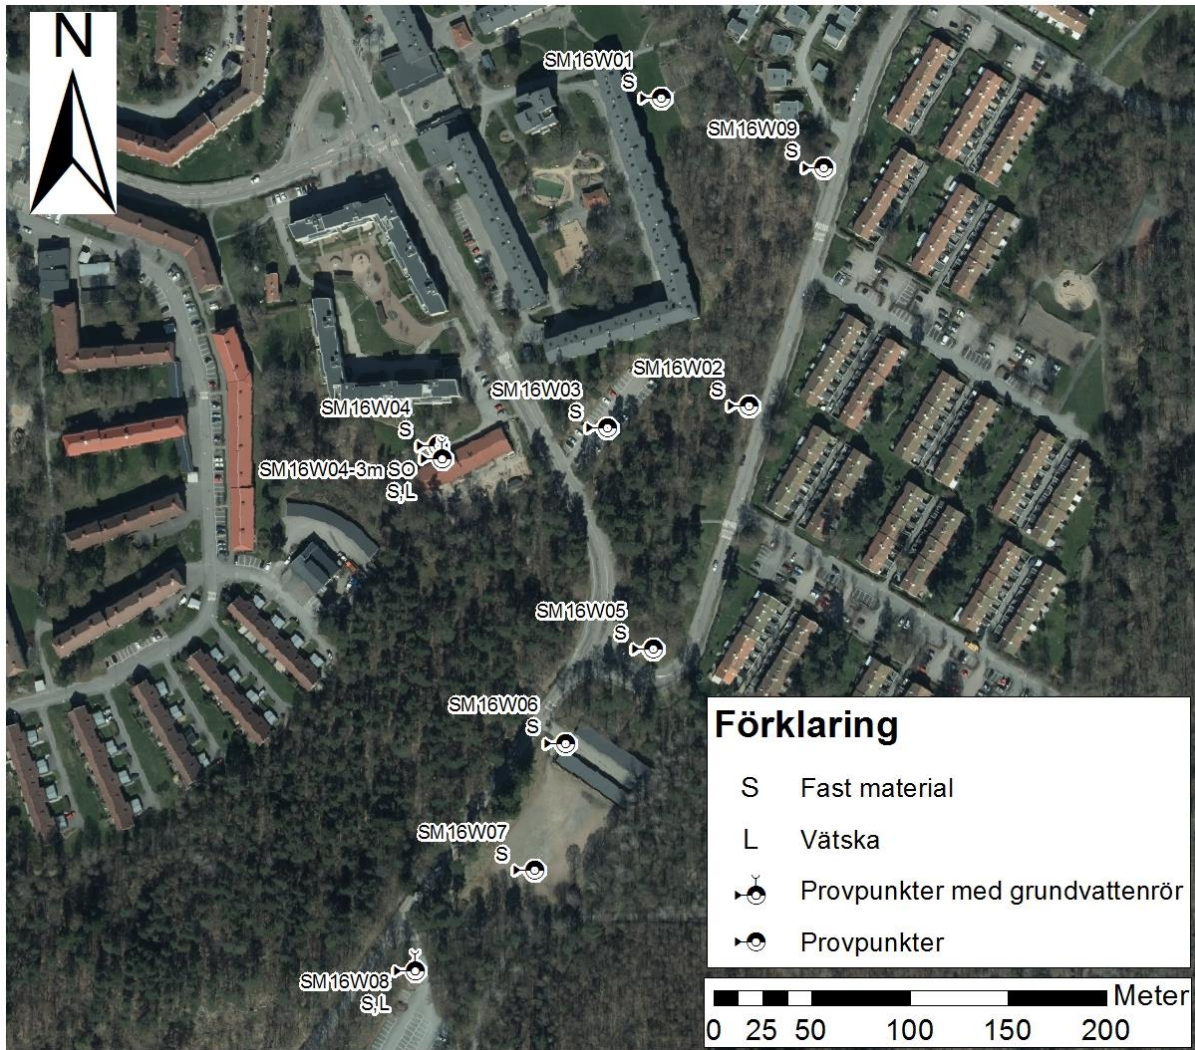 N
SM16W01
S
SM16W09
S
SM16W02
S
SM16W03
S
SM16W04
S
SM16W04-3m SO
S,L
SM16W05
S
SM16W06
S
SM16W07
S
SM16W08
S,L
Förklaring
S Fast material
L Vätska
Provpunkter med grundvattenrör
Provpunkter
Meter
0 25 50 100 150 200